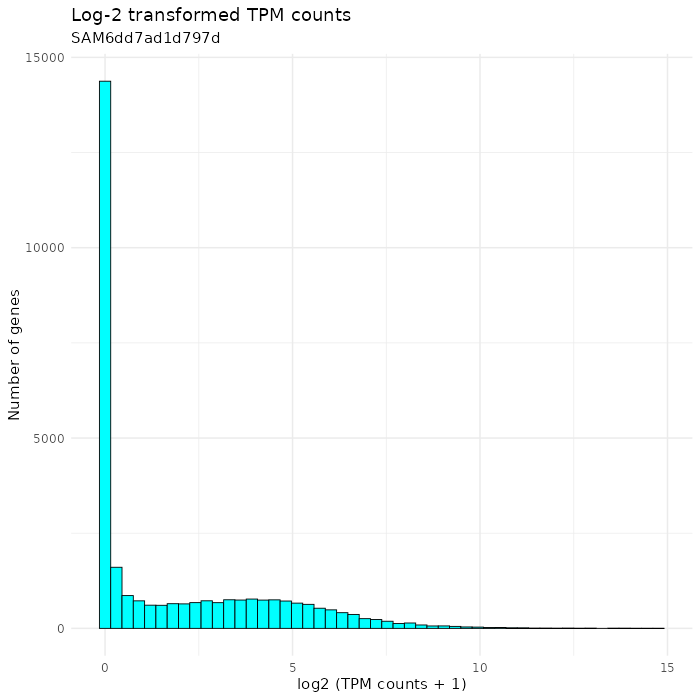 Log-2 transformed TPM counts
SAM6dd7ad1d797d
15000
10000
5000
0
Number of genes
0 5 10 15
log2 (TPM counts + 1)